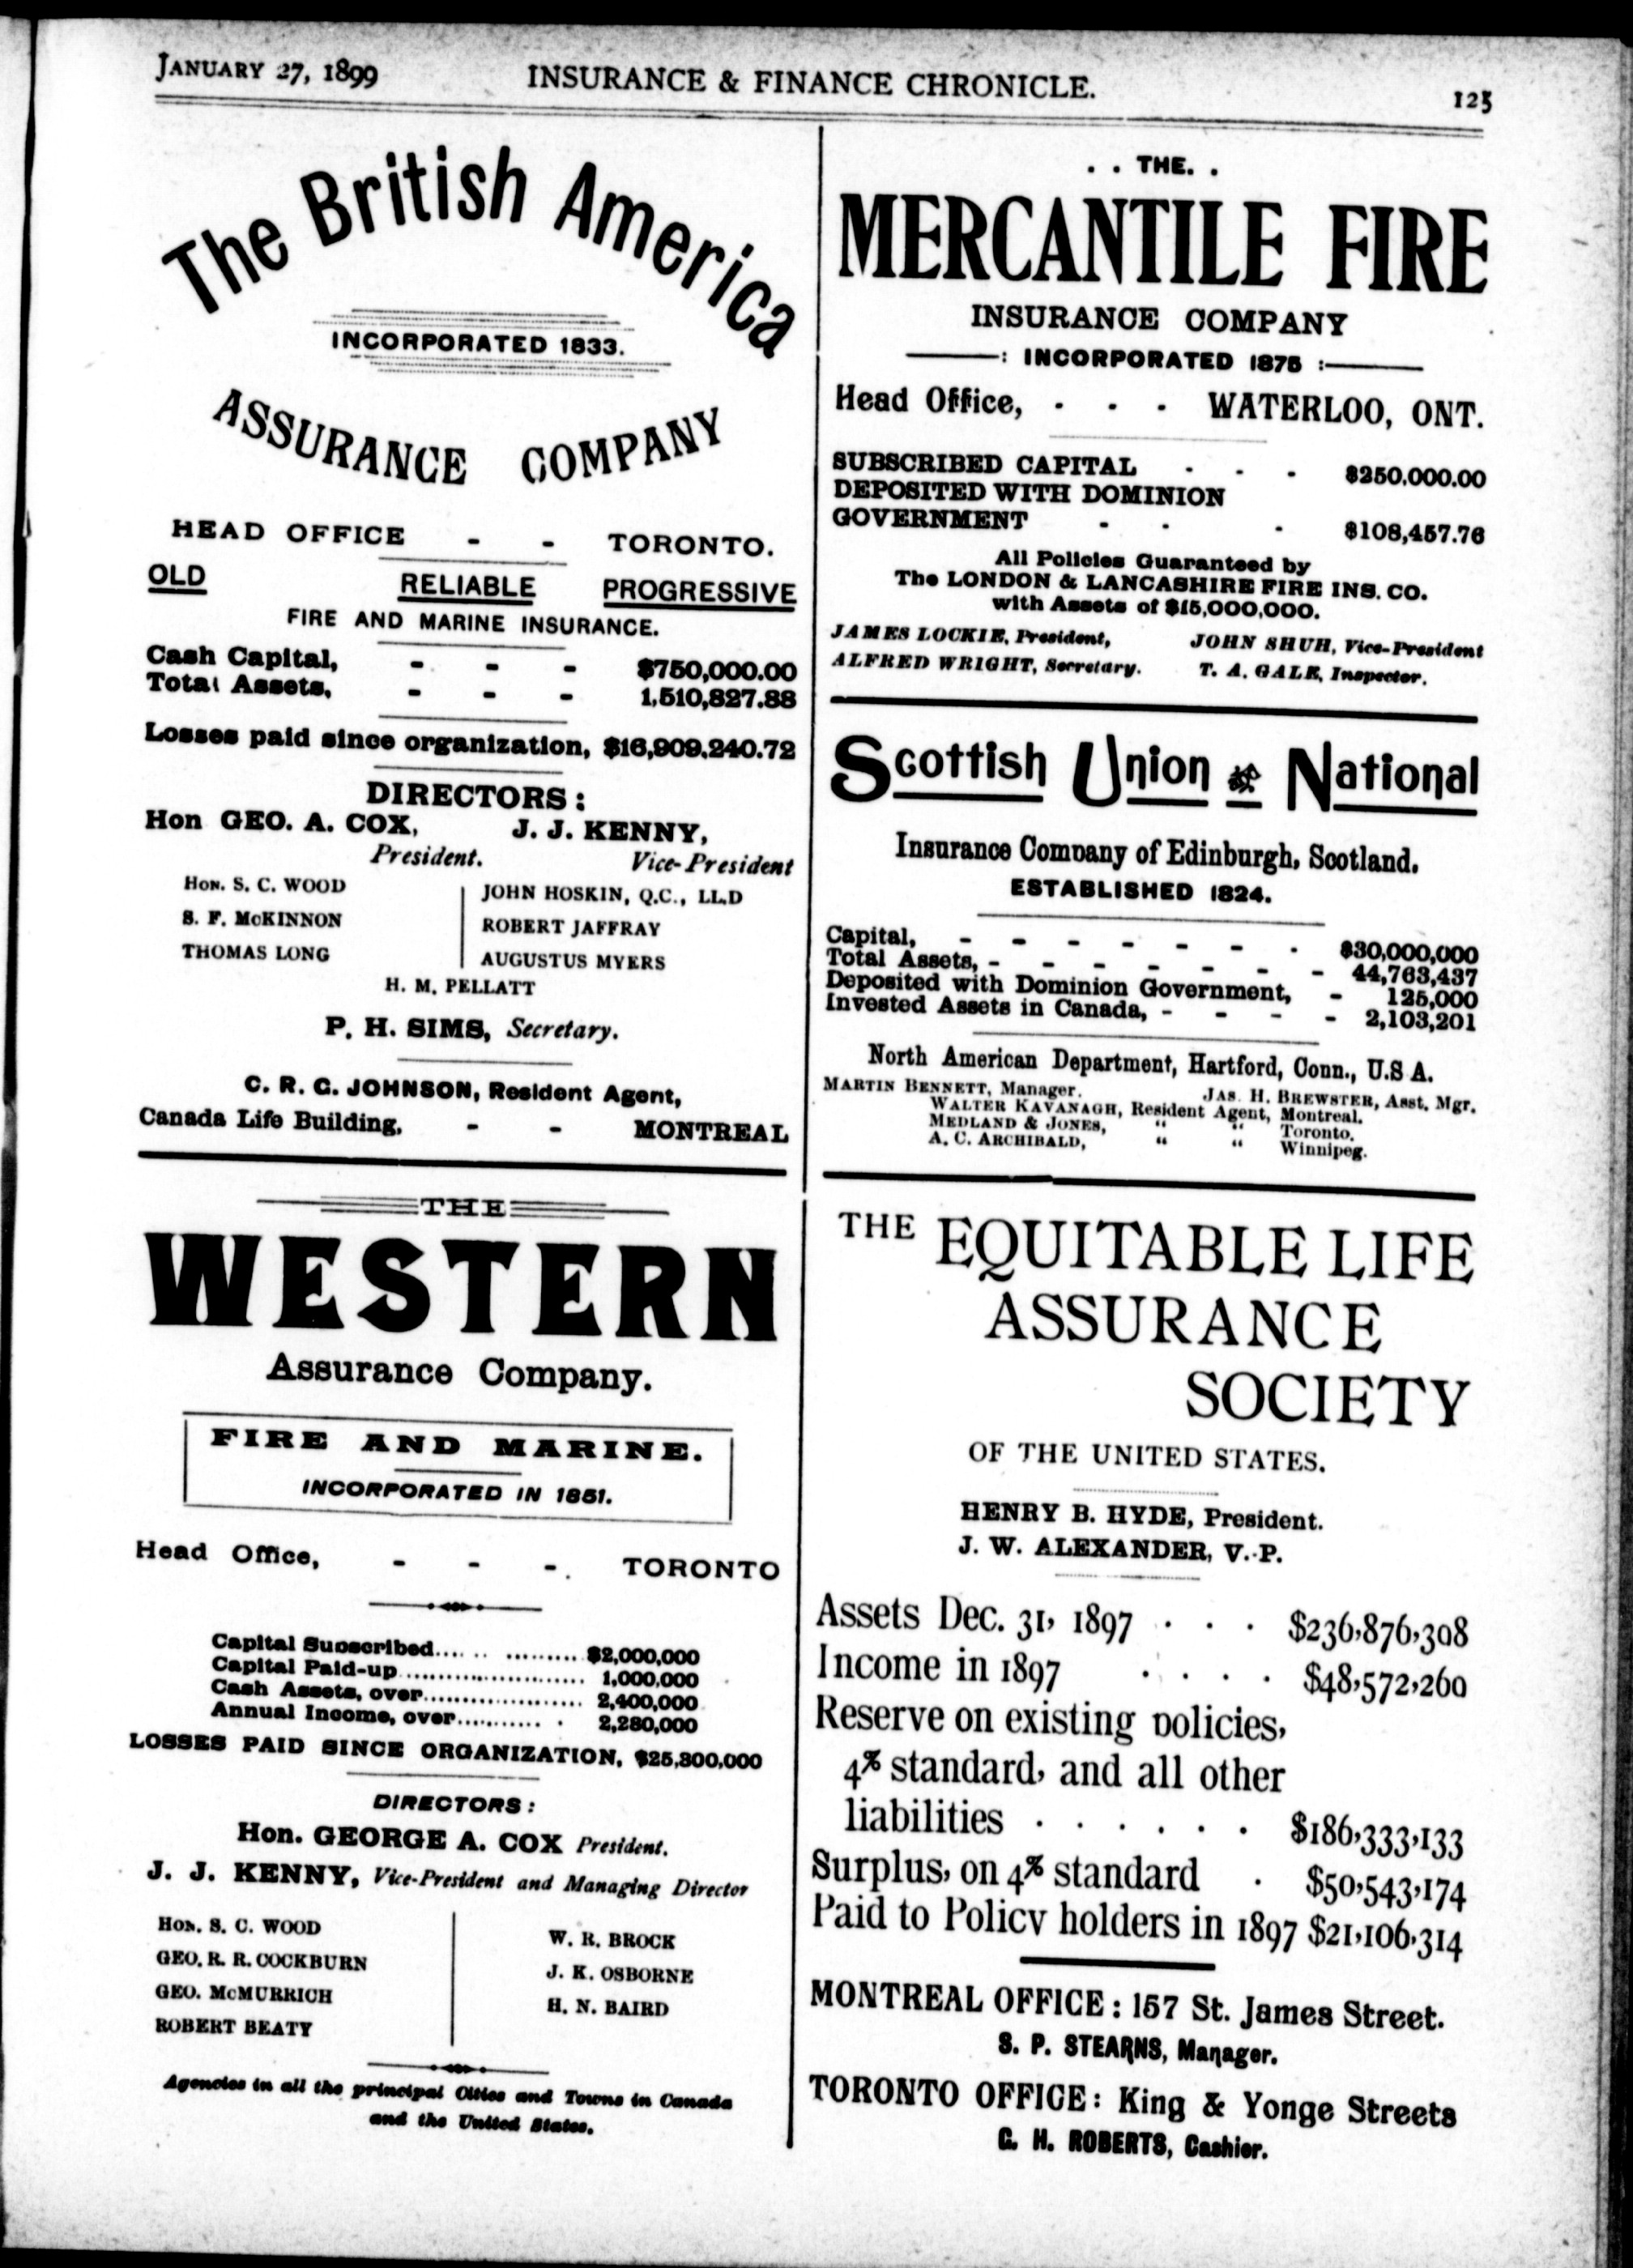 JANUARY 27, 1899 INSURANCE & FINANCE CHRONICLE. 125
The British America
INCORPORATED 1833.
ASSURANCE COMPANY
HEAD OFFICE - - TORONTO.
OLD RELIABLE PROGRESSIVE
FIRE AND MARINE INSURANCE.
Cash Capital, - - - $750,000.00
Total Assets, - - - 1,510,827.88
Losses paid since organization, $16,909,240.72
DIRECTORS:
Hon GEO. A. COX, J. J. KENNY,
President. Vice-President
HON. S. C. WOOD JOHN HOSKIN, Q.C., LL.D
S. F. McKINNON ROBERT JAFFRAY
THOMAS LONG AUGUSTUS MYERS
H. M. PELLATT
P. H. SIMS, Secretary.
C. R. G. JOHNSON, Resident Agent,
Canada Life Building, - - MONTREAL
THE
WESTERN
Assurance Company.
FIRE AND MARINE.
INCORPORATED IN 1851.
Head Office, - - - TORONTO
Capital Subscribed............ $2,000,000
Capital Paid-up............ 1,000,000
Cash Assets, over............ 2,400,000
Annual Income, over............ 2,280,000
LOSSES PAID SINCE ORGANIZATION, $25,300,000
DIRECTORS:
Hon. GEORGE A. COX President.
J. J. KENNY, Vice-President and Managing Director
HON. S. C. WOOD W. R. BROCK
GEO. R. R. COCKBURN J. K. OSBORNE
GEO. McMURRICH H. N. BAIRD
ROBERT BEATY
Agencies in all the principal Cities and Towns in Canada
and the United States.
. . THE. .
MERCANTILE FIRE
INSURANCE COMPANY
: INCORPORATED 1875 :
Head Office, - - - WATERLOO, ONT.
SUBSCRIBED CAPITAL - - - $250,000.00
DEPOSITED WITH DOMINION
GOVERNMENT - - - $108,457.76
All Policies Guaranteed by
The LONDON & LANCASHIRE FIRE INS. CO.
with Assets of $15,000,000.
JAMES LOCKIE, President, JOHN SHUH, Vice-President
ALFRED WRIGHT, Secretary. T. A. GALE, Inspector.
Scottish Union & National
Insurance Company of Edinburgh, Scotland.
ESTABLISHED 1824.
Capital, - - - - - - - $30,000,000
Total Assets, - - - - - - - 44,763,437
Deposited with Dominion Government, - 125,000
Invested Assets in Canada, - - - - 2,103,201
North American Department, Hartford, Conn., U.S A.
MARTIN BENNETT, Manager. JAS. H. BREWSTER, Asst. Mgr.
WALTER KAVANAGH, Resident Agent, Montreal.
MEDLAND & JONES, " " Toronto.
A. C. ARCHIBALD, " " Winnipeg.
THE EQUITABLE LIFE
ASSURANCE
SOCIETY
OF THE UNITED STATES.
HENRY B. HYDE, President.
J. W. ALEXANDER, V.-P.
Assets Dec. 31, 1897 . . . $236,876,308
Income in 1897 . . . . $48,572,269
Reserve on existing policies,
4% standard, and all other
liabilities . . . . . . $186,333,133
Surplus, on 4% standard . $50,543,174
Paid to Policy holders in 1897 $21,106,314
MONTREAL OFFICE : 157 St. James Street.
S. P. STEARNS, Manager.
TORONTO OFFICE: King & Yonge Streets
C. H. ROBERTS, Cashier.